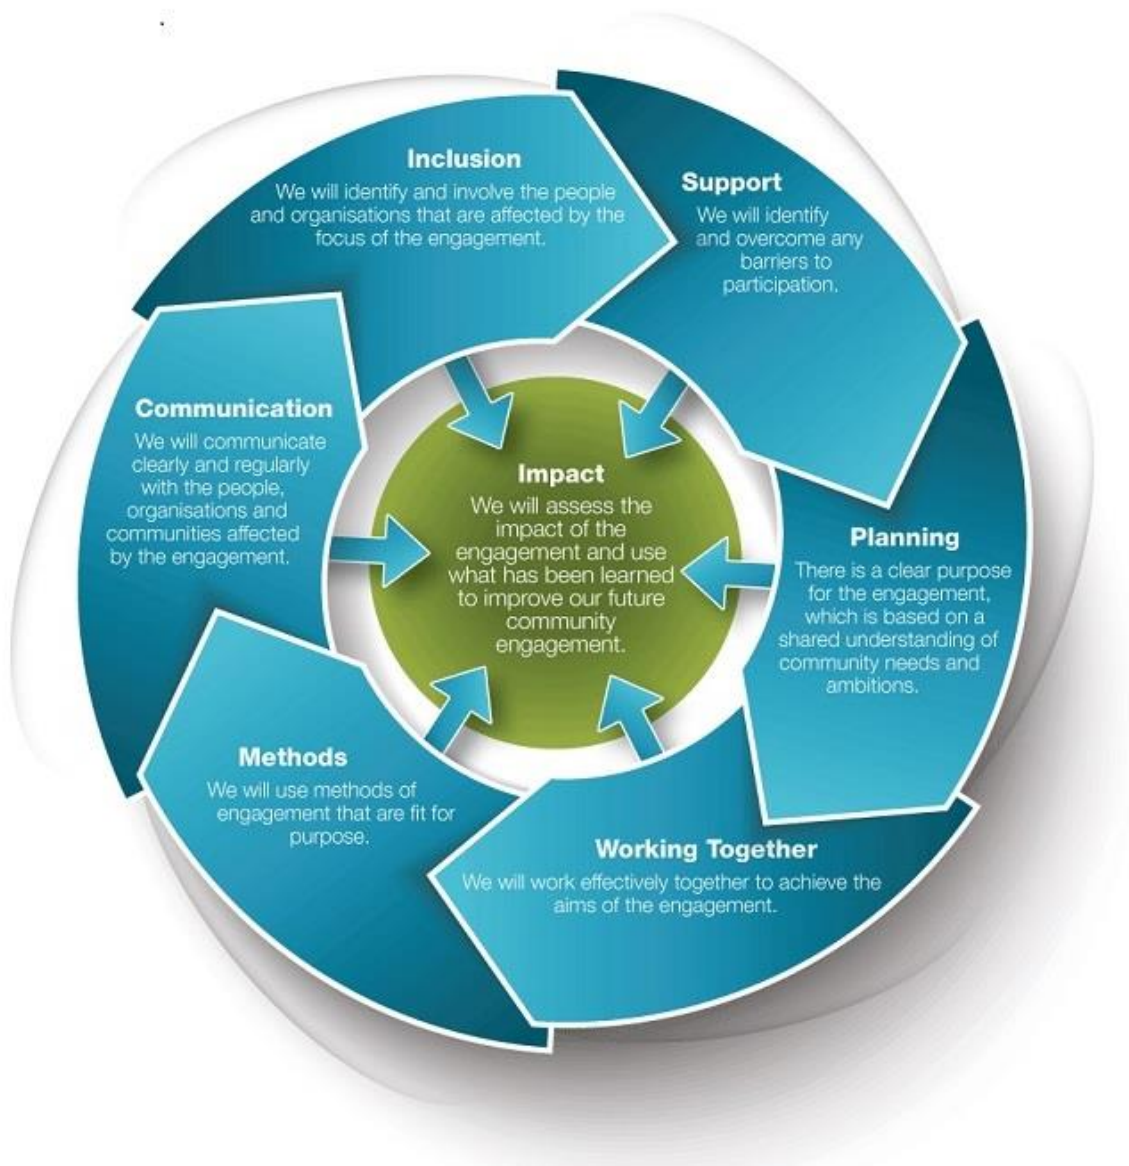 Inclusion
We will identify and involve the people
and organisations that are affected by the
focus of the engagement.
Support
We will identify
and overcome any
barriers to
participation.
Planning
There is a clear purpose
for the engagement,
which is based on a
shared understanding of
community needs and
ambitions.
Working Together
We will work effectively together to achieve the
aims of the engagement.
Methods
We will use methods of
engagement that are fit for
purpose.
Communication
We will communicate
clearly and regularly
with the people,
organisations and
communities affected
by the engagement.
Impact
We will assess the
impact of the
engagement and use
what has been learned
to improve our future
community
engagement.